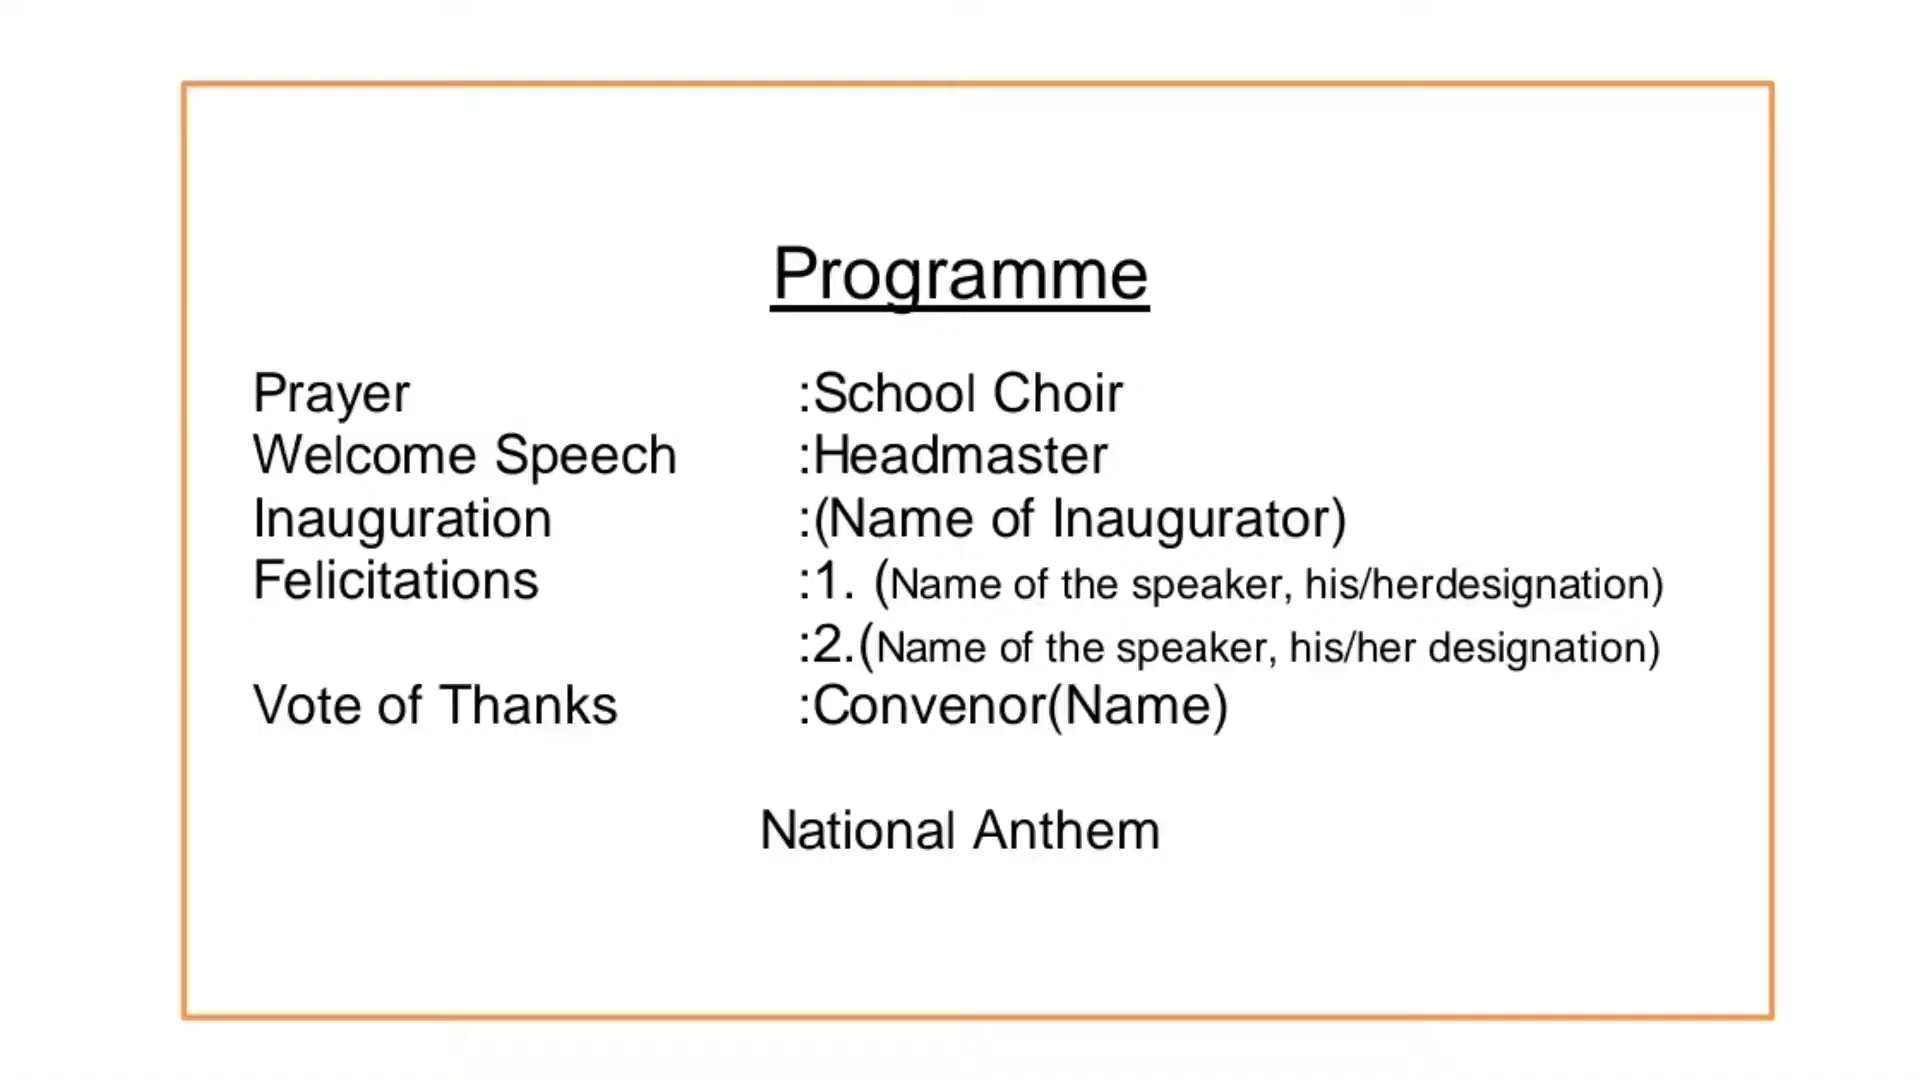 Programme
Prayer :School Choir
Welcome Speech :Headmaster
Inauguration :(Name of Inaugurator)
Felicitations :1. (Name of the speaker, his/herdesignation)
:2.(Name of the speaker, his/her designation)
Vote of Thanks :Convenor(Name)
National Anthem